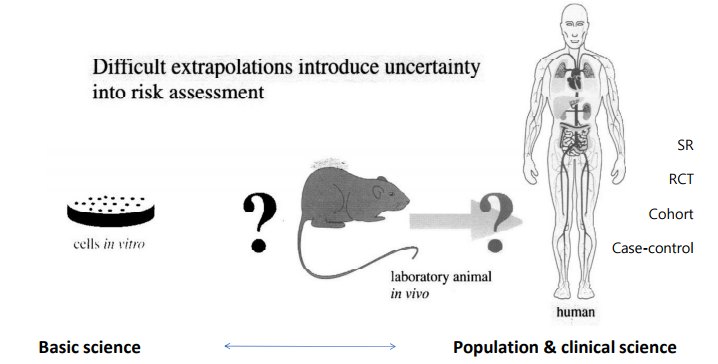 Difficult extrapolations introduce uncertainty
into risk assessment
SR
RCT
Cohort
Case-control
?
?
cells in vitro
laboratory animal
in vivo
human
Basic science
Population & clinical science